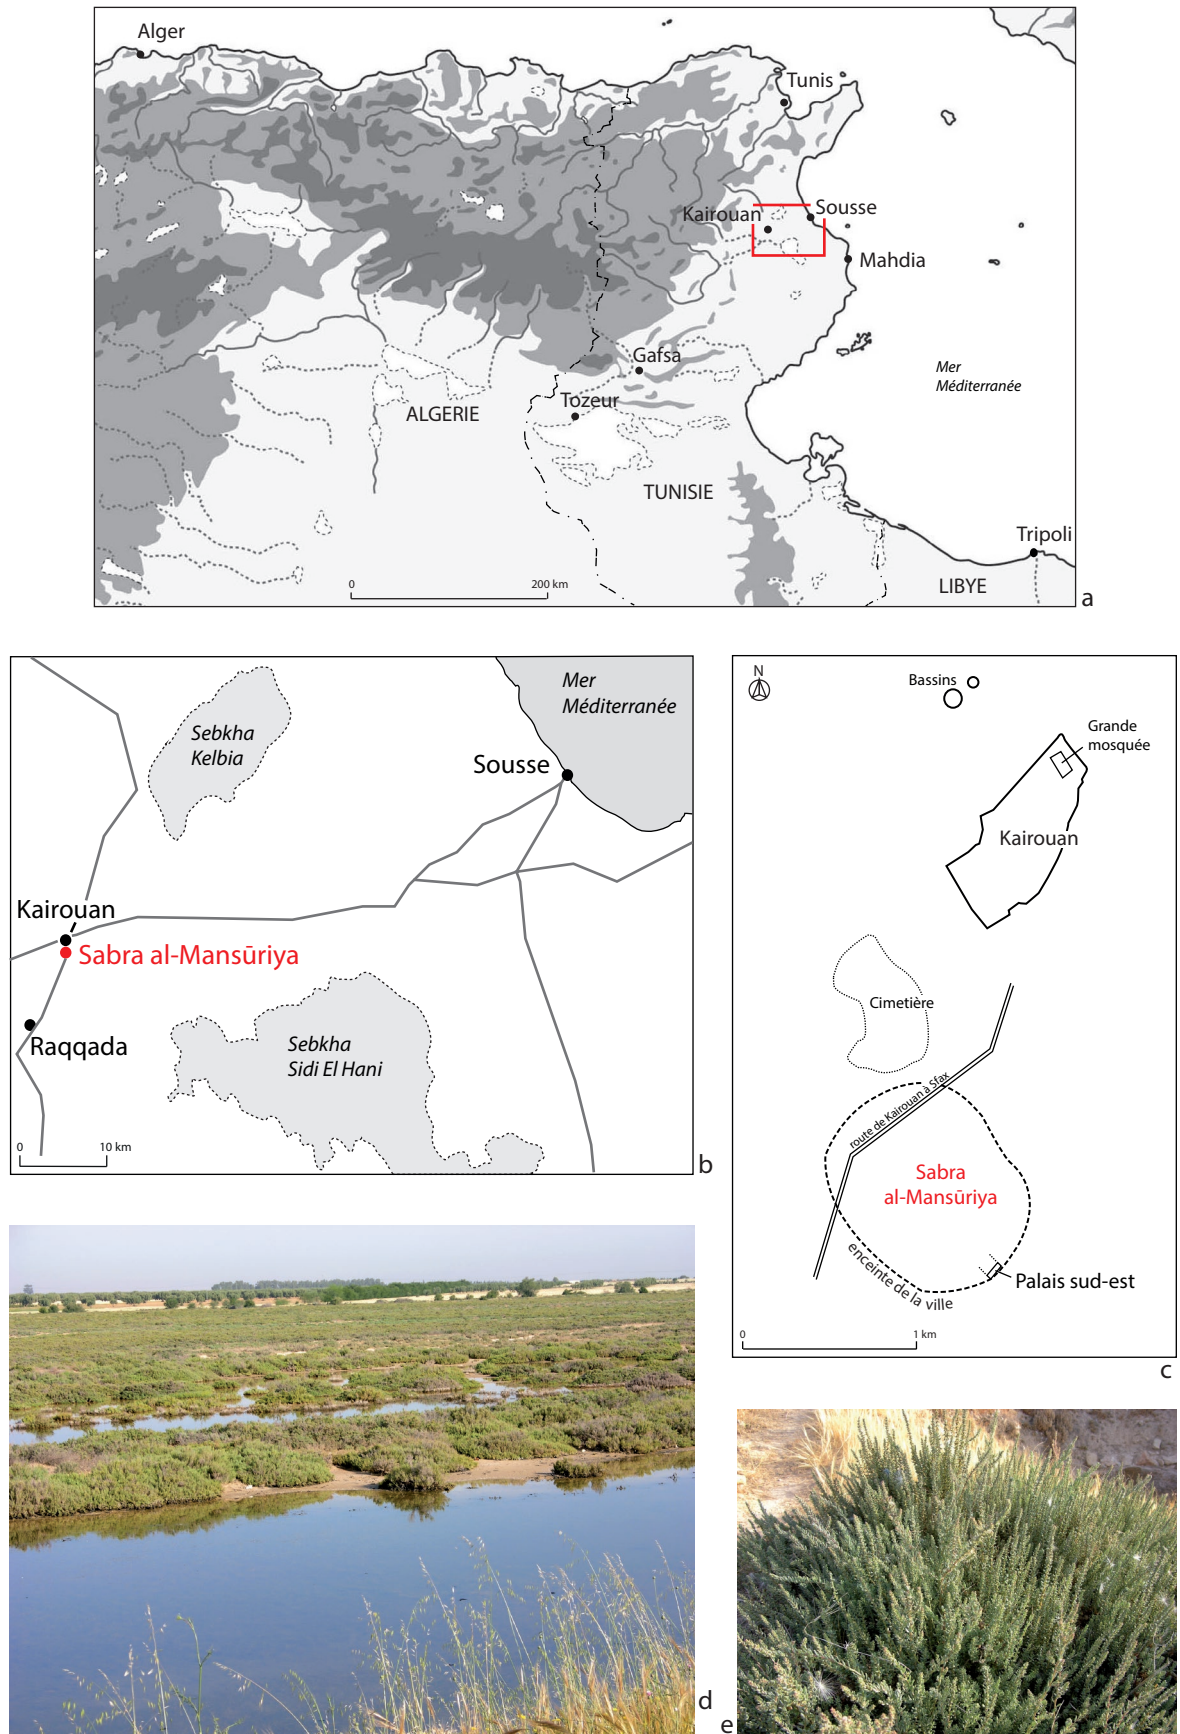 Alger
Tunis
Kairouan
Sousse
Mahdia
Gafsa
Tozeur
Mer
Méditerranée
ALGERIE
TUNISIE
Tripoli
LIBYE
0
200 km
a
Mer
Méditerranée
Sebkha
Kelbia
Sousse
Kairouan
Sabra al-Mansūriya
Raqqada
Sebkha
Sidi El Hani
0
10 km
b
N
Bassins
Grande
mosquée
Kairouan
Cimetière
route de Kairouan à Sfax
Sabra
al-Mansūriya
enceinte de la ville
Palais sud-est
0
1 km
c
d
e